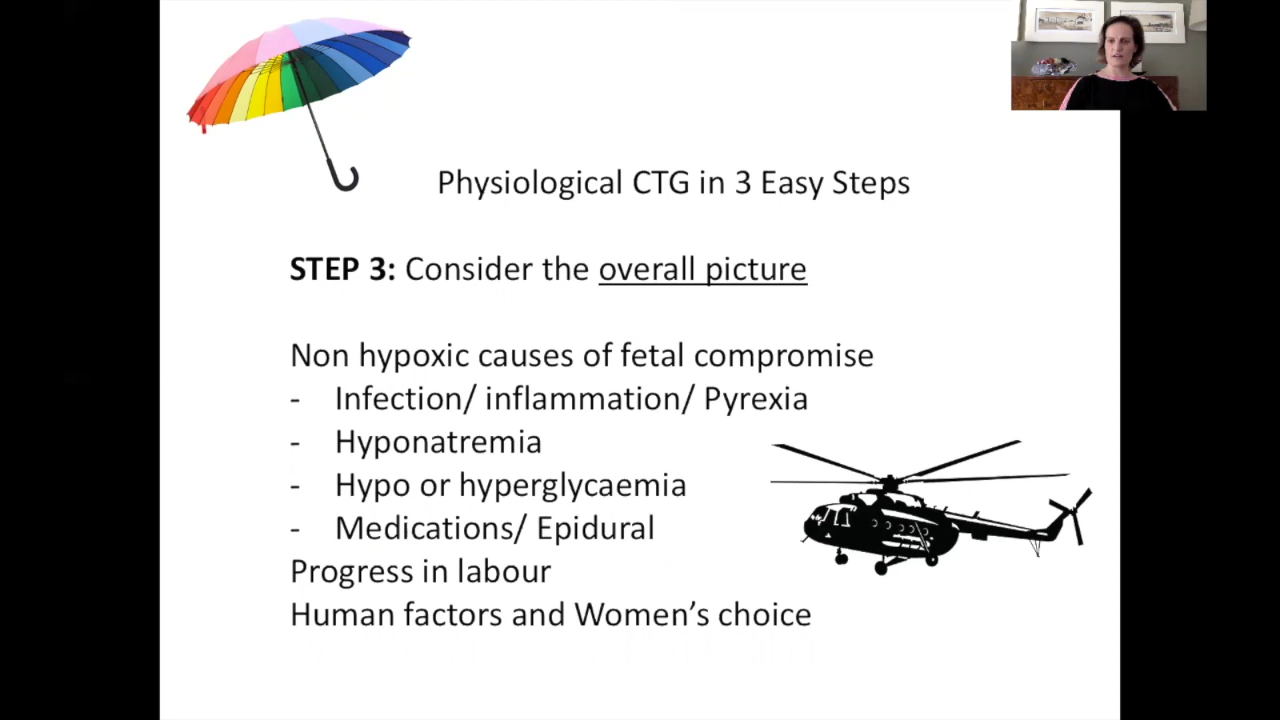 Physiological CTG in 3 Easy Steps
STEP 3: Consider the overall picture
Non hypoxic causes of fetal compromise
- Infection/ inflammation/ Pyrexia
- Hyponatremia
- Hypo or hyperglycaemia
- Medications/ Epidural
Progress in labour
Human factors and Women’s choice